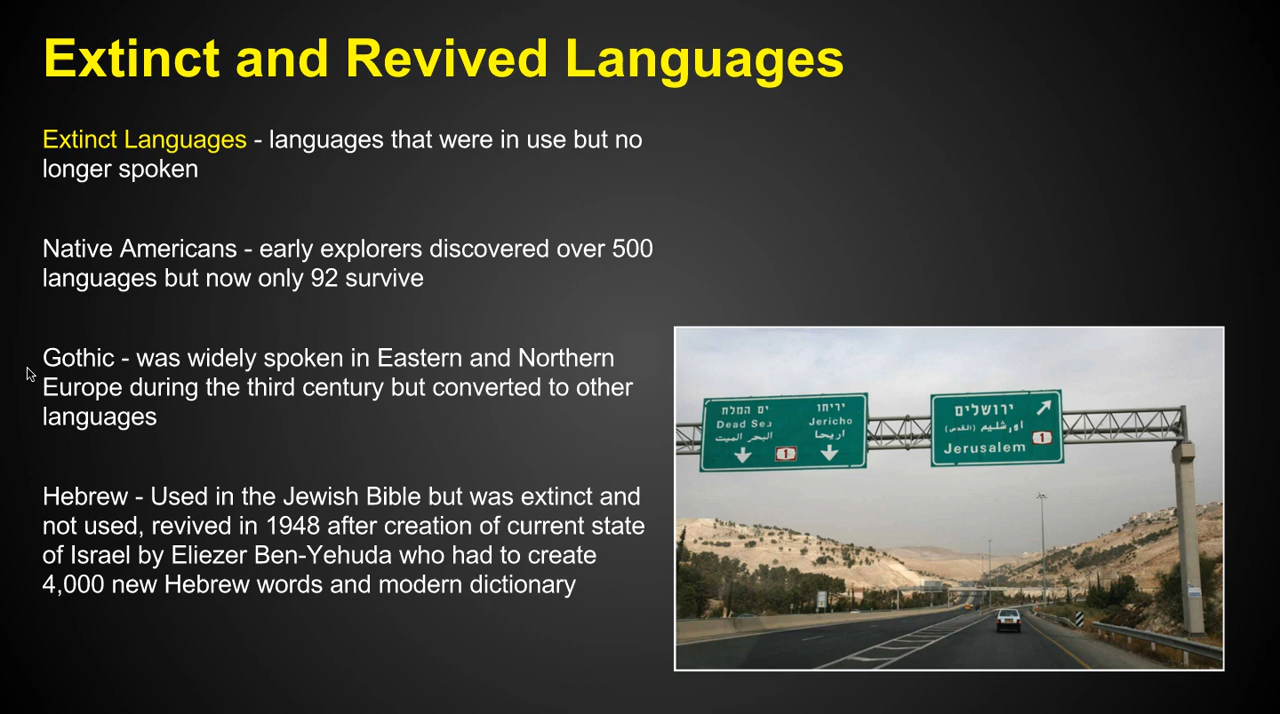 Extinct and Revived Languages
Extinct Languages - languages that were in use but no
longer spoken
Native Americans - early explorers discovered over 500
languages but now only 92 survive
Gothic - was widely spoken in Eastern and Northern
Europe during the third century but converted to other
languages
Hebrew - Used in the Jewish Bible but was extinct and
not used, revived in 1948 after creation of current state
of Israel by Eliezer Ben-Yehuda who had to create
4,000 new Hebrew words and modern dictionary
ים המלח
Dead Sea
البحر الميت
יריחו
Jericho
اريحا
1
ירושלים
اورشليم (القدس)
1
Jerusalem